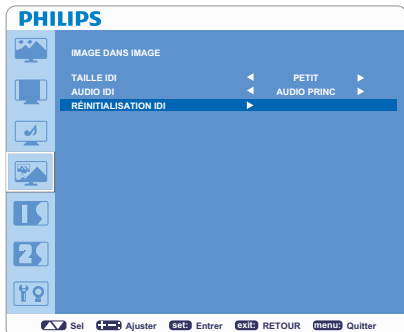 PHILIPS
IMAGE DANS IMAGE
TAILLE IDI PETIT
AUDIO IDI AUDIO PRINC
RÉINITIALISATION IDI
Sel Ajuster set: Entrer exit: RETOUR menu: Quitter